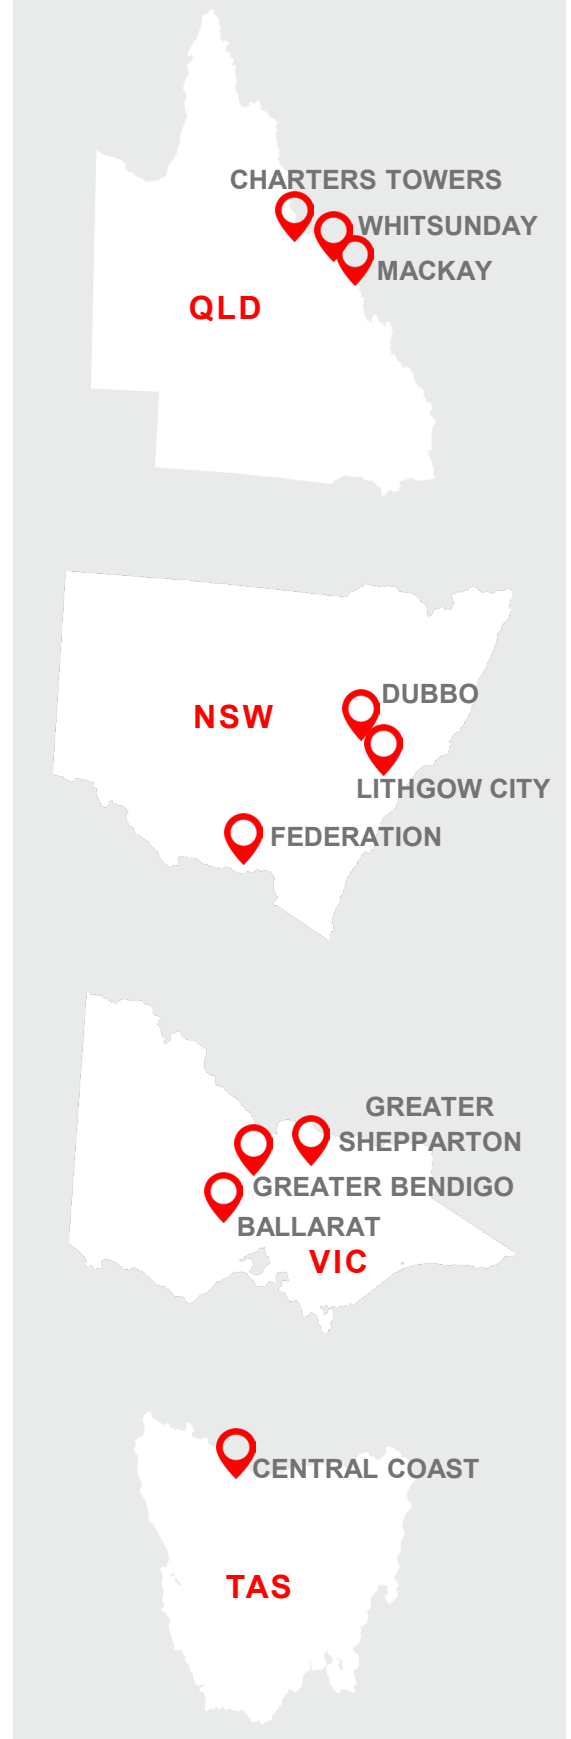 CHARTERS TOWERS
WHITSUNDAY
MACKAY
QLD
DUBBO
NSW
LITHGOW CITY
FEDERATION
GREATER
SHEPPARTON
GREATER BENDIGO
BALLARAT
VIC
CENTRAL COAST
TAS